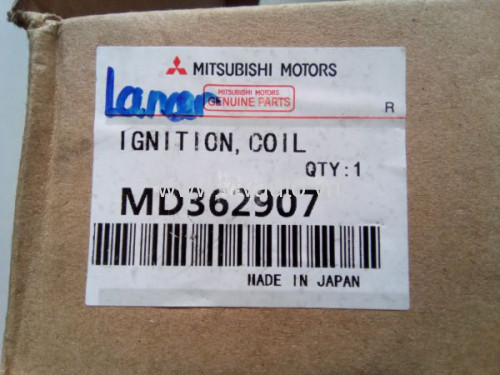 MITSUBISHI MOTORS
Lancer
MITSUBISHI MOTORS
GENUINE PARTS
R
IGNITION, COIL
QTY:1
MD362907
MADE IN JAPAN